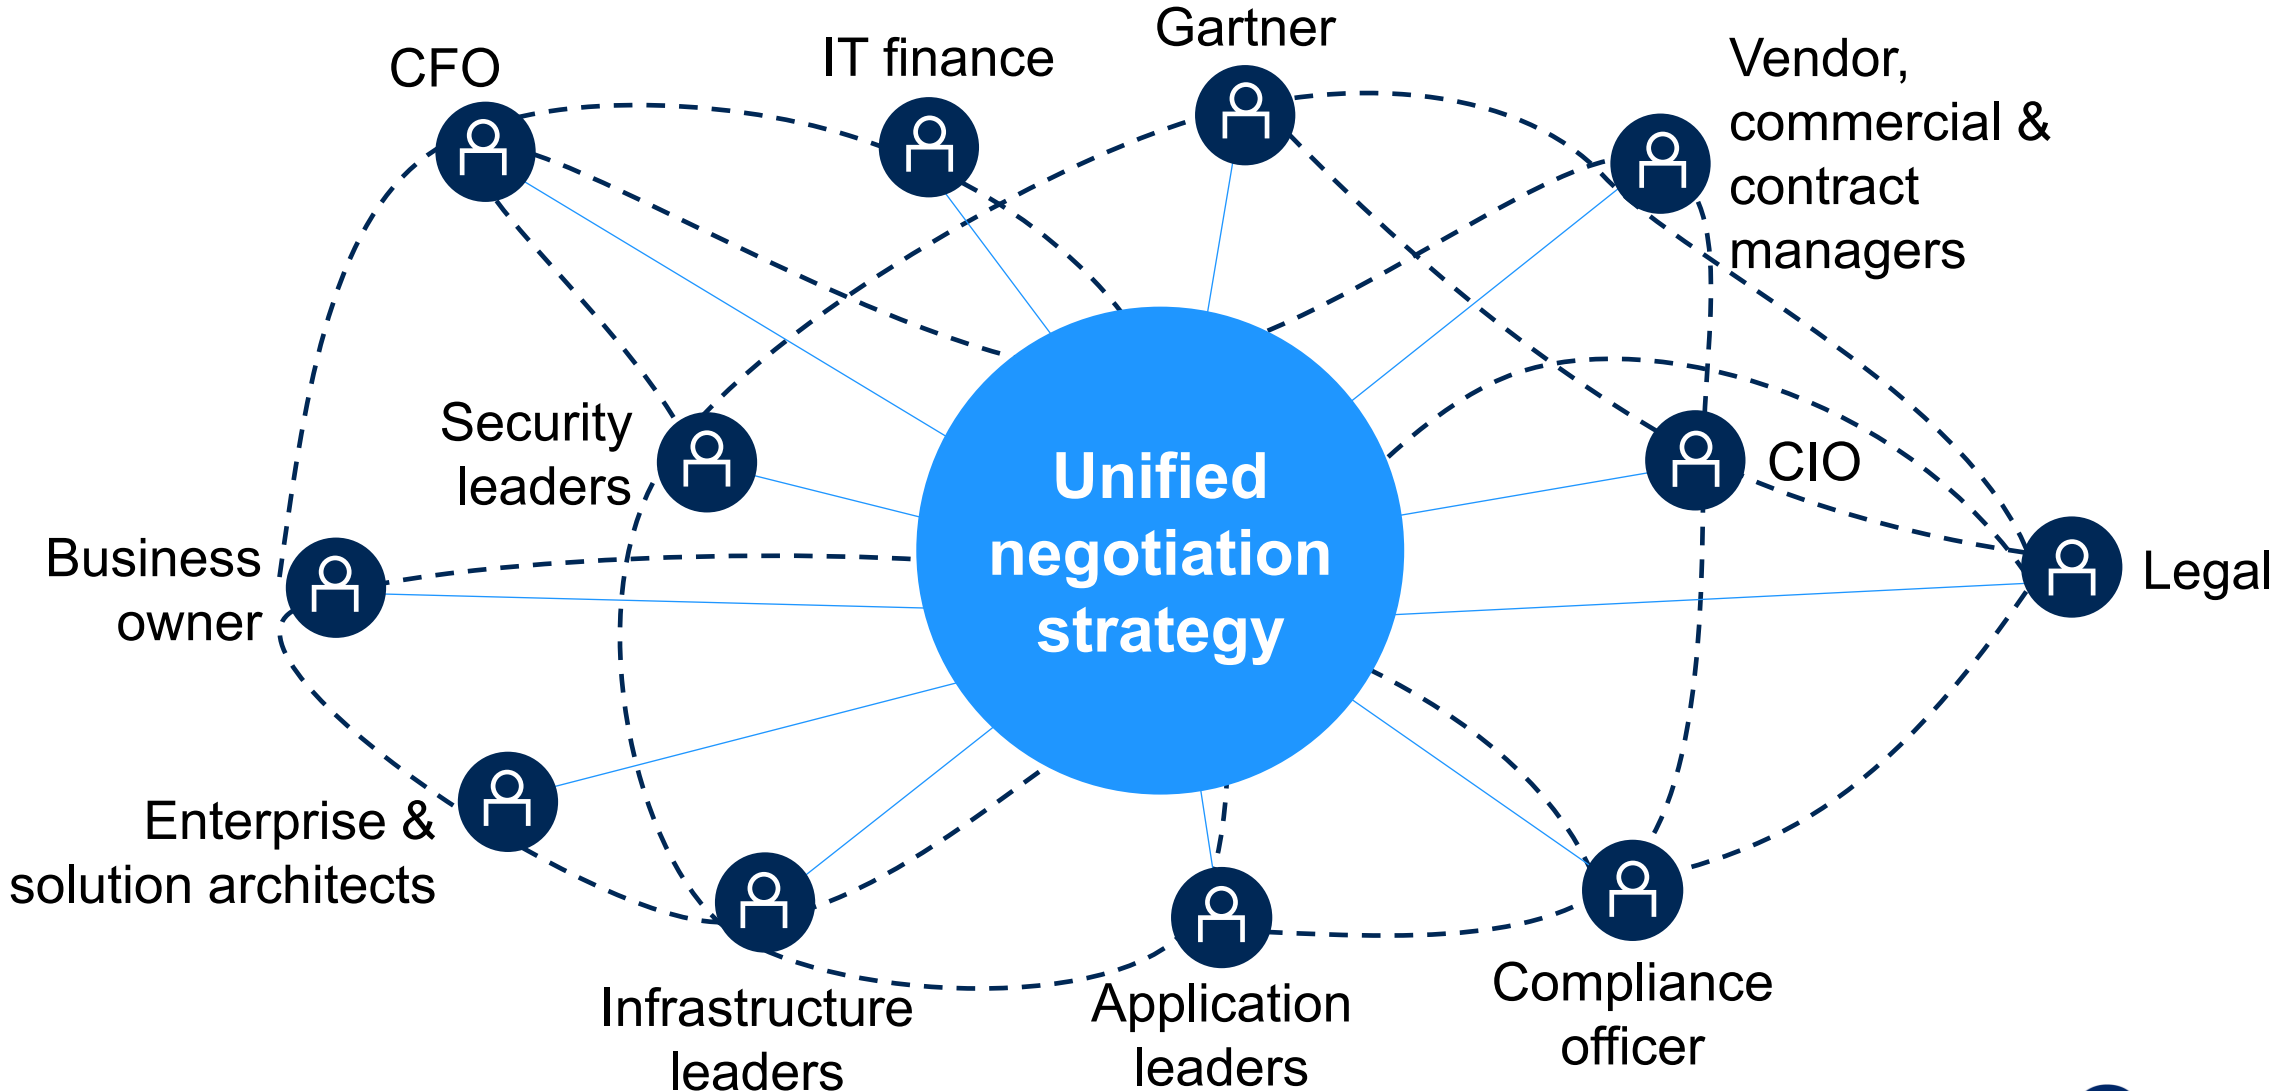 Gartner
IT finance
CFO
Vendor,
commercial &
contract
managers
Security
leaders
Unified
negotiation
strategy
CIO
Business
owner
Legal
Enterprise &
solution architects
Infrastructure
leaders
Application
leaders
Compliance
officer